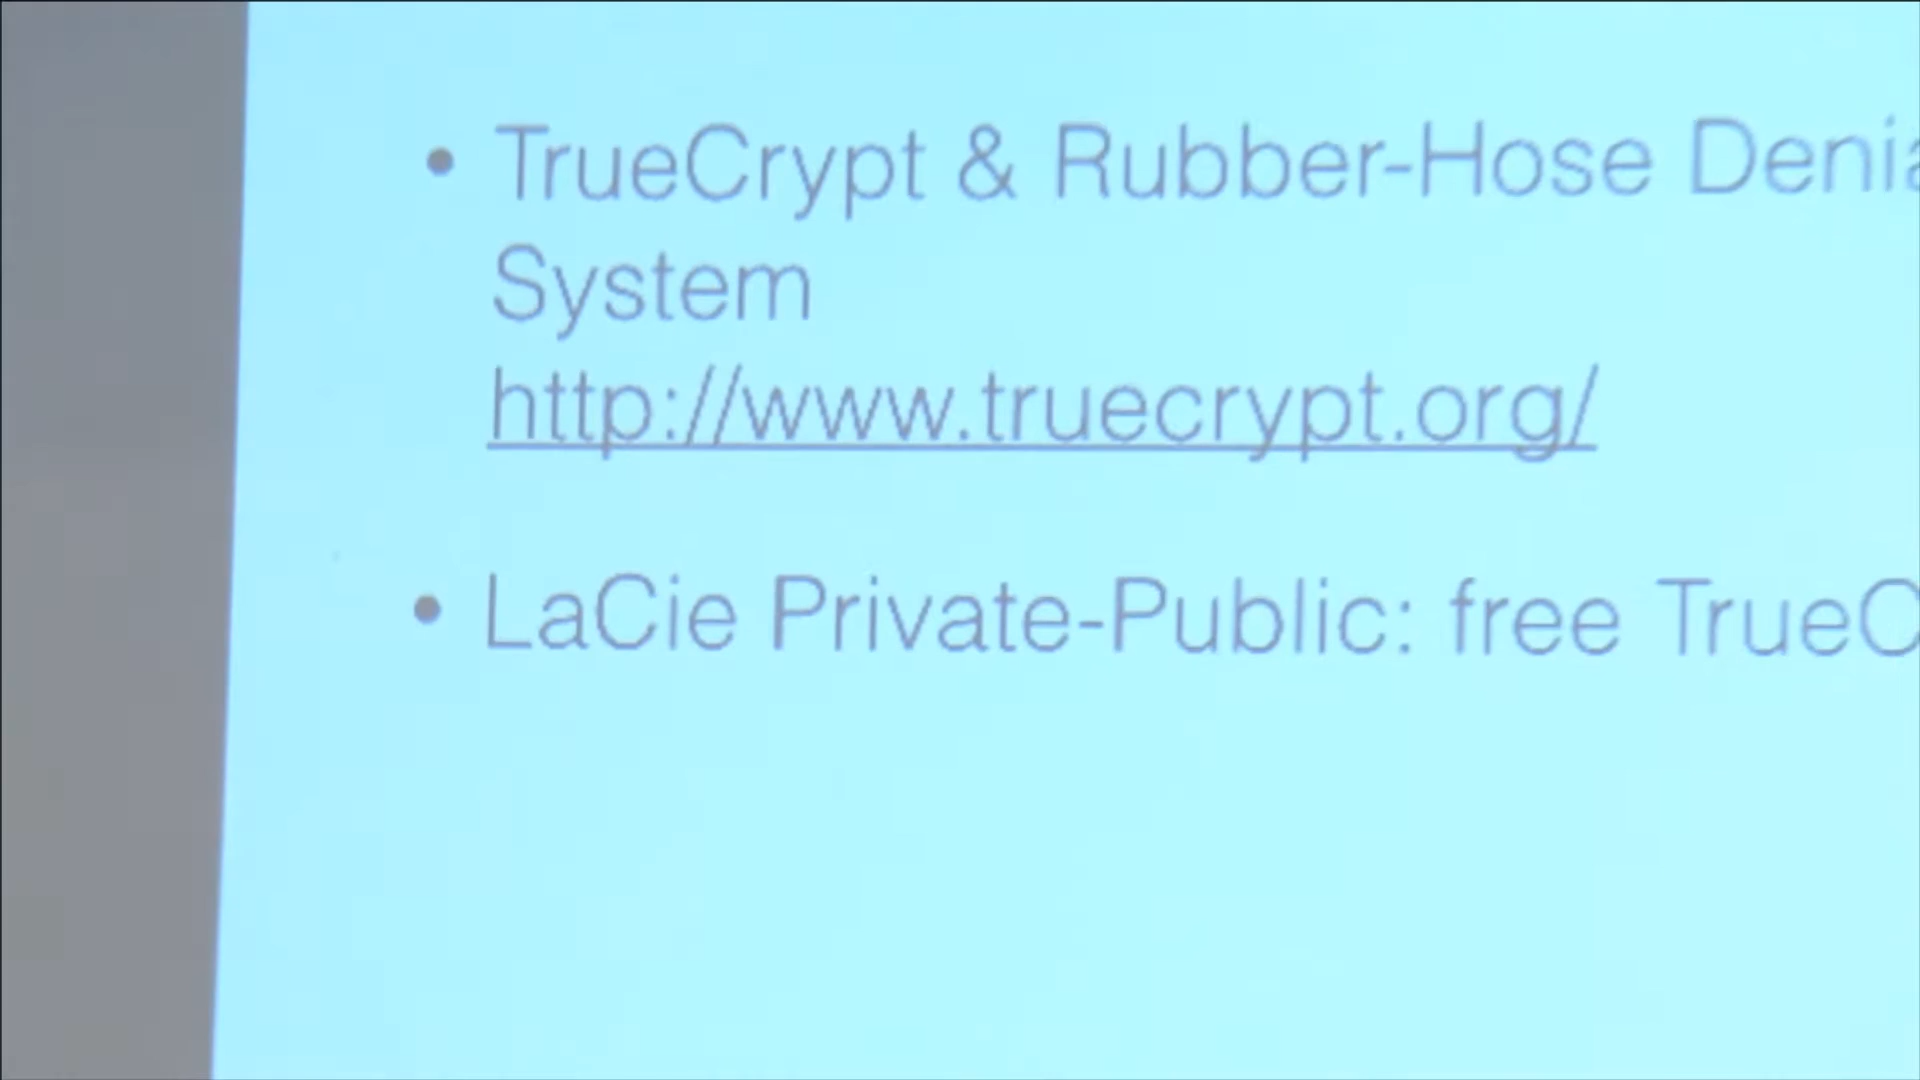 • TrueCrypt & Rubber-Hose Denia
System
http://www.truecrypt.org/
• LaCie Private-Public: free TrueC